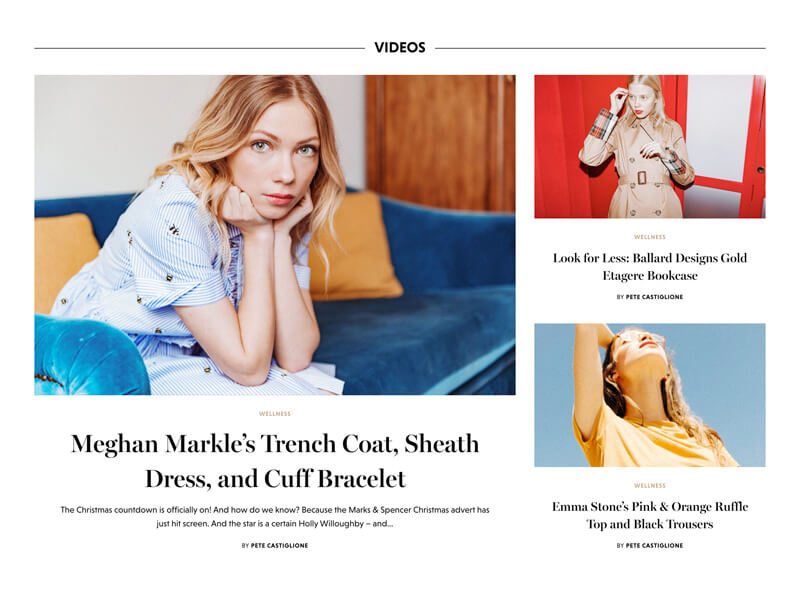 VIDEOS
WELLNESS
Meghan Markle’s Trench Coat, Sheath
Dress, and Cuff Bracelet
The Christmas countdown is officially on! And how do we know? Because the Marks & Spencer Christmas advert has
just hit screen. And the star is a certain Holly Willoughby – and...
BY PETE CASTIGLIONE
WELLNESS
Look for Less: Ballard Designs Gold
Etagere Bookcase
BY PETE CASTIGLIONE
WELLNESS
Emma Stone’s Pink & Orange Ruffle
Top and Black Trousers
BY PETE CASTIGLIONE